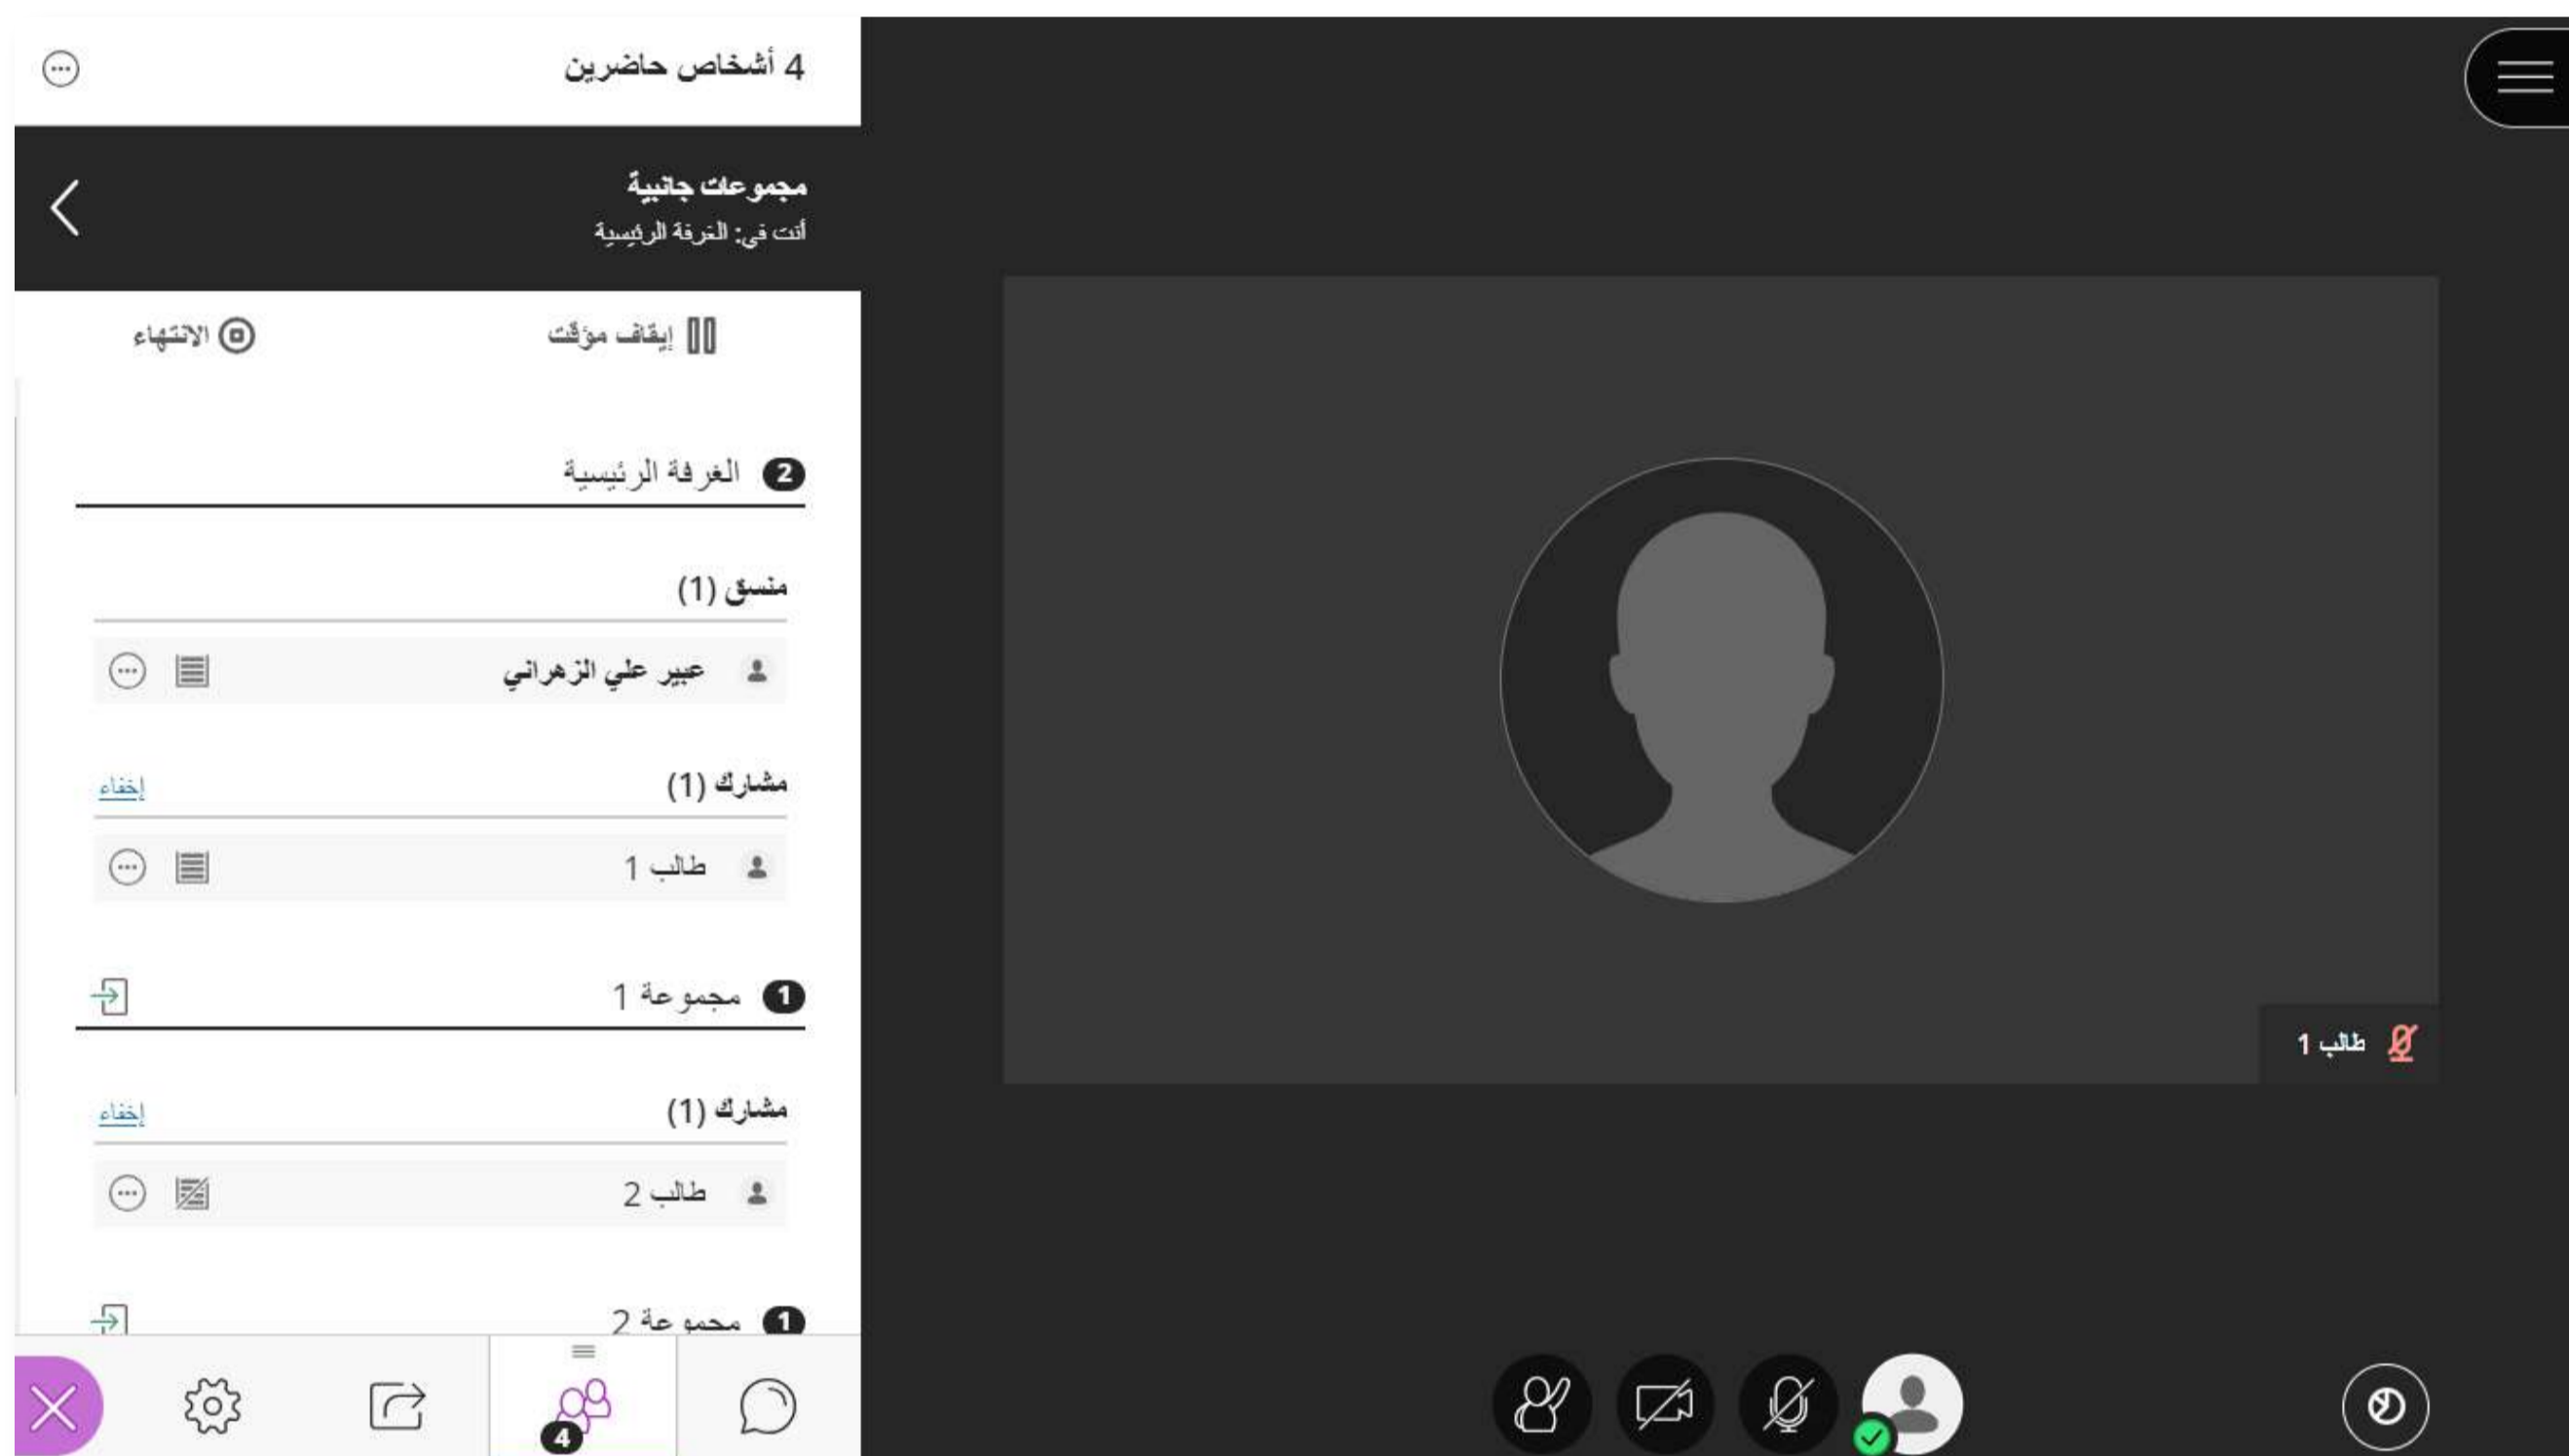 4 أشخاص حاضرين
مجموعات جانبية
أنت في: الغرفة الرئيسية
إيقاف مؤقت
الانتهاء
2 الغرفة الرئيسية
منسق (1)
عبير علي الزهراني
مشارك (1)
إخفاء
طالب 1
1 مجموعة 1
مشارك (1)
إخفاء
طالب 2
1 مجموعة 2
4
طالب 1